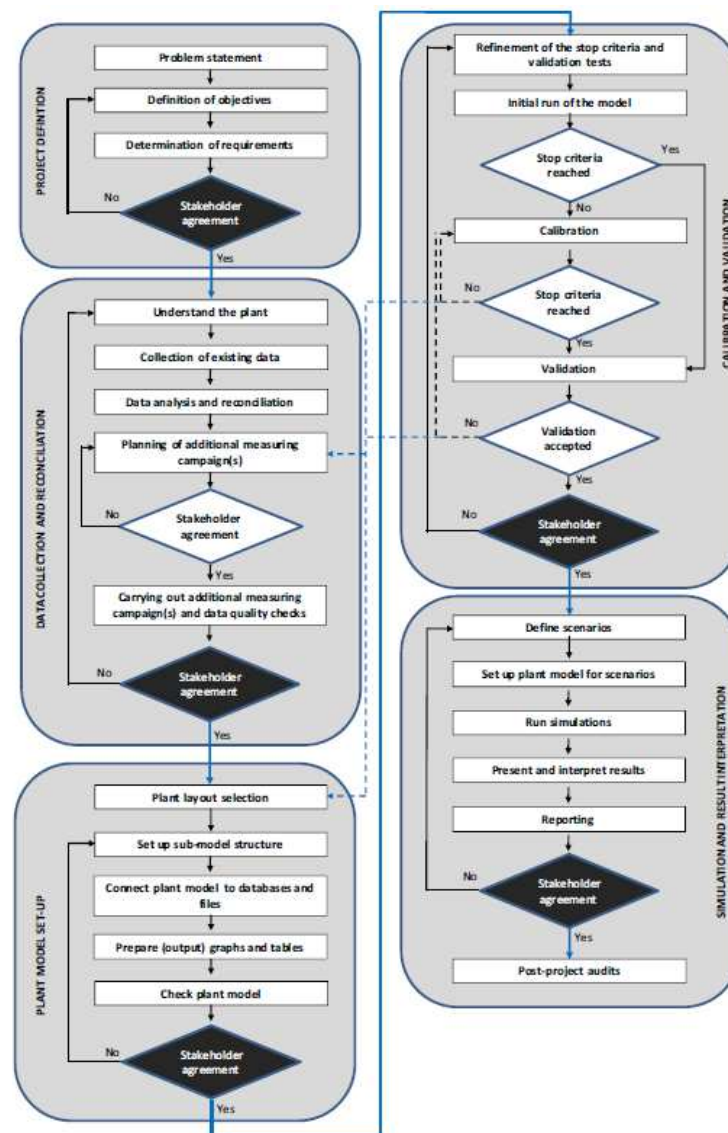 PROJECT DEFINITION
Problem statement
Definition of objectives
Determination of requirements
No
Stakeholder
agreement
Yes
DATA COLLECTION AND RECONCILIATION
Understand the plant
Collection of existing data
Data analysis and reconciliation
Planning of additional measuring
campaign(s)
No
Stakeholder
agreement
Yes
Carrying out additional measuring
campaign(s) and data quality checks
No
Stakeholder
agreement
Yes
PLANT MODEL SET-UP
Plant layout selection
Set up sub-model structure
Connect plant model to databases and
files
Prepare (output) graphs and tables
Check plant model
No
Stakeholder
agreement
Yes
CALIBRATION AND VALIDATION
Refinement of the stop criteria and
validation tests
Initial run of the model
Stop criteria
reached
Yes
No
Calibration
No
Stop criteria
reached
Yes
Validation
No
Validation
accepted
Yes
No
Stakeholder
agreement
Yes
SIMULATION AND RESULT INTERPRETATION
Define scenarios
Set up plant model for scenarios
Run simulations
Present and interpret results
Reporting
No
Stakeholder
agreement
Yes
Post-project audits